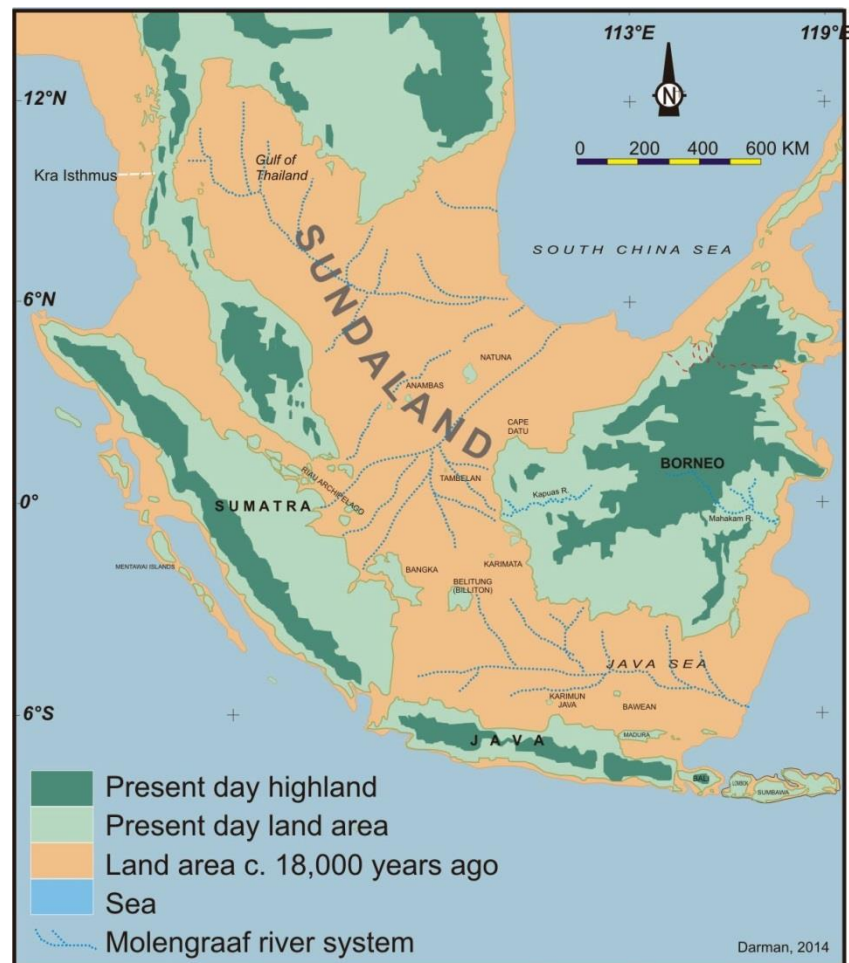 113°E
119°E
12°N
N
0 200 400 600 KM
Gulf of
Thailand
Kra Isthmus
SOUTH CHINA SEA
SUNDALAND
6°N
NATUNA
ANAMBAS
CAPE
DATU
BORNEO
TAMBELAN
RIAU ARCHIPELAGO
Kapuas R.
0°
SUMATRA
Mahakam R.
MENTAWAI ISLANDS
BANGKA
KARIMATA
BELITUNG
(BILLITON)
JAVA SEA
6°S
KARIMUN
JAVA
BAWEAN
MADURA
JAVA
BALI
LOMBOK
SUMBAWA
Present day highland
Present day land area
Land area c. 18,000 years ago
Sea
Molengraaf river system
Darman, 2014